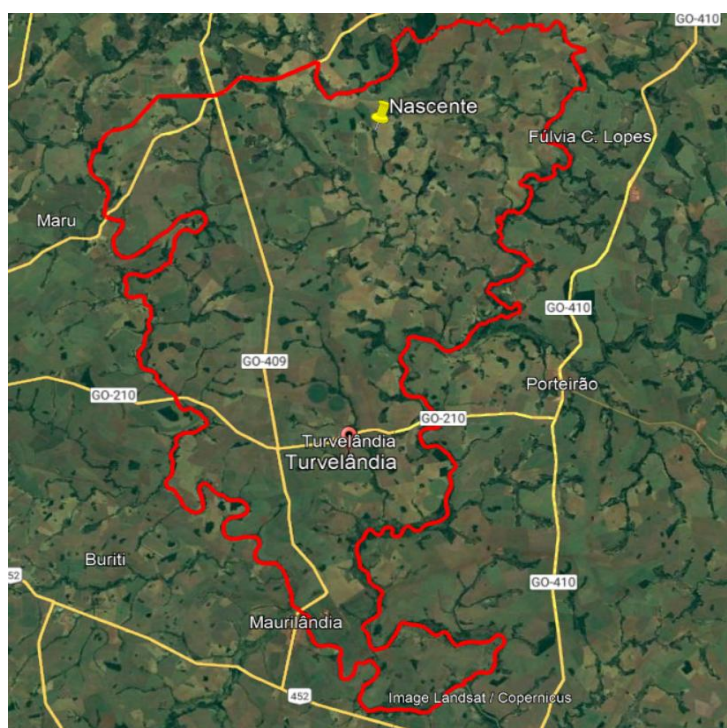 GO-410
Nascente
Fúlvia C. Lopes
Maru
GO-410
GO-409
Porteirão
GO-210
GO-210
Turvelândia
Turvelândia
Buriti
52
GO-410
Maurilândia
452
Image Landsat / Copernicus